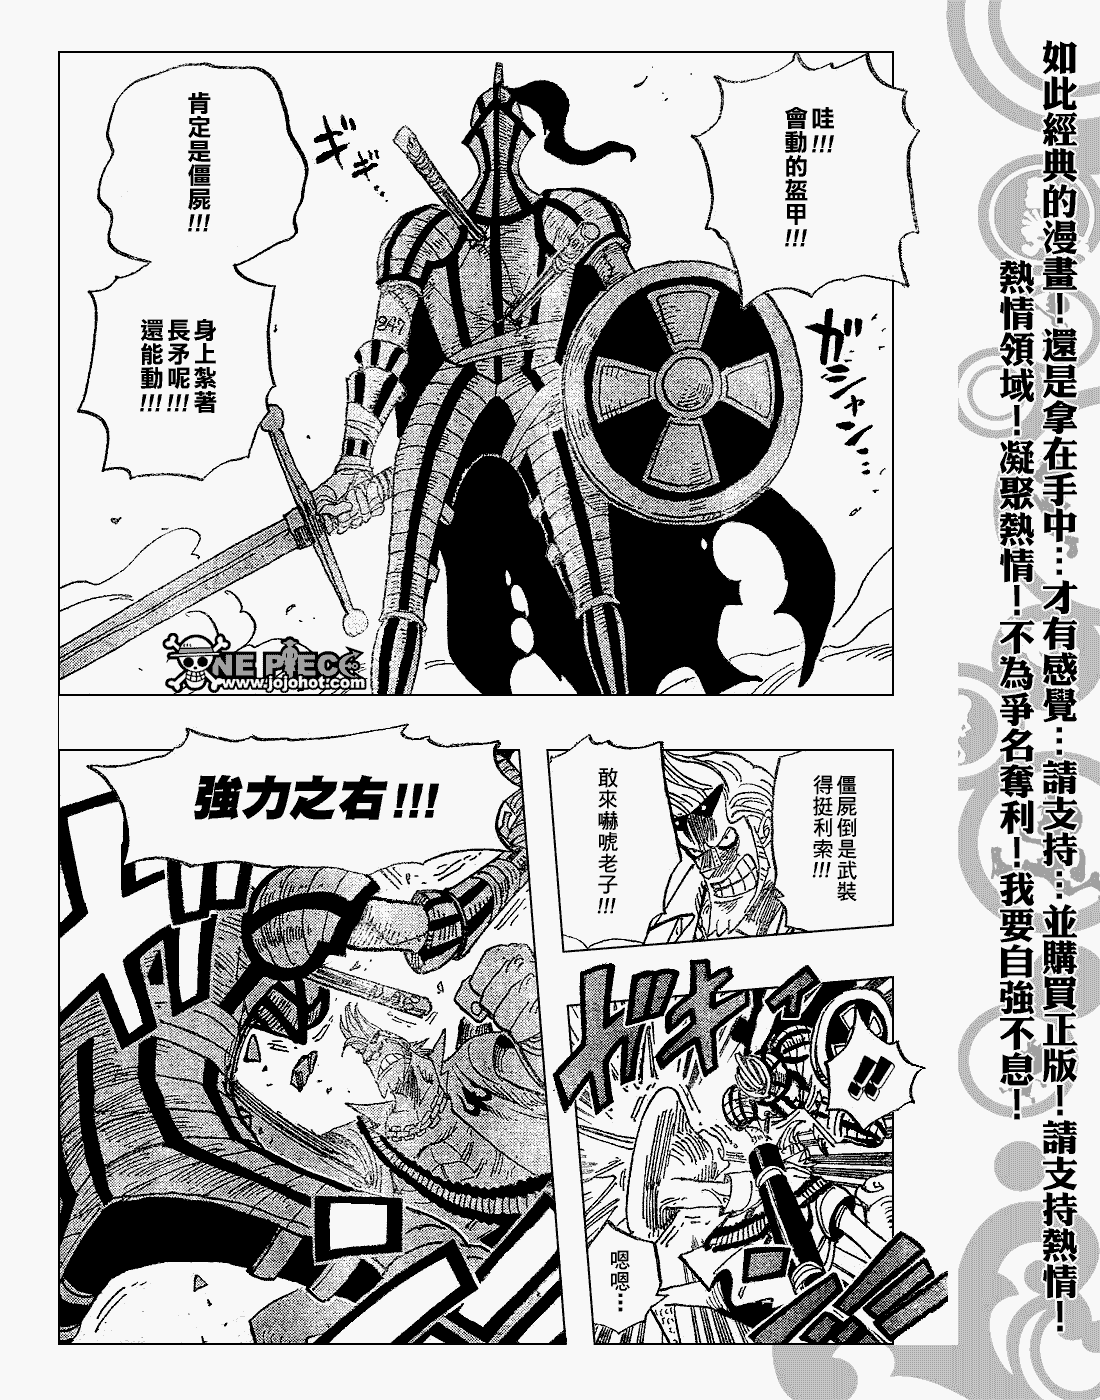 如此經典的漫畫！還是拿在手中…才有感覺…請支持…並購買正版！請支持熱情！
熱情領域！凝聚熱情！不為爭名奪利！我要自強不息！
哇!!!
會動的盔甲!!!
ガシャン…
ギギ…
肯定是僵屍!!!
身上紮著
長矛呢!!!
還能動!!!
947
ONE PIECE
www.jojohot.com
僵屍倒是武裝
得挺利索!!!
敢來嚇唬老子!!!
!!
ガキィ
嗯嗯…
強力之右!!!